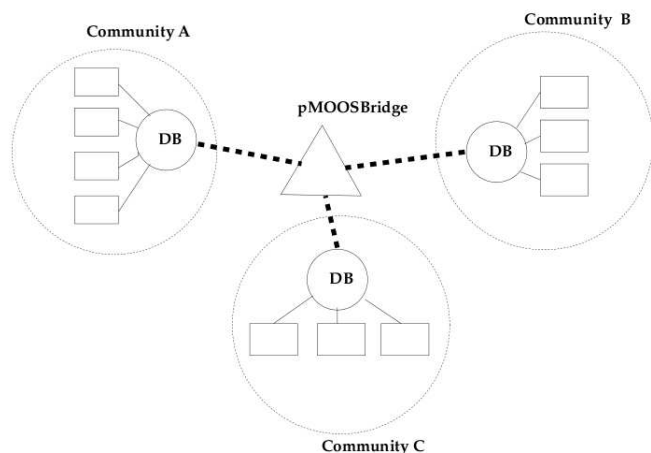 Community A
Community B
pMOOSBridge
DB
DB
DB
Community C